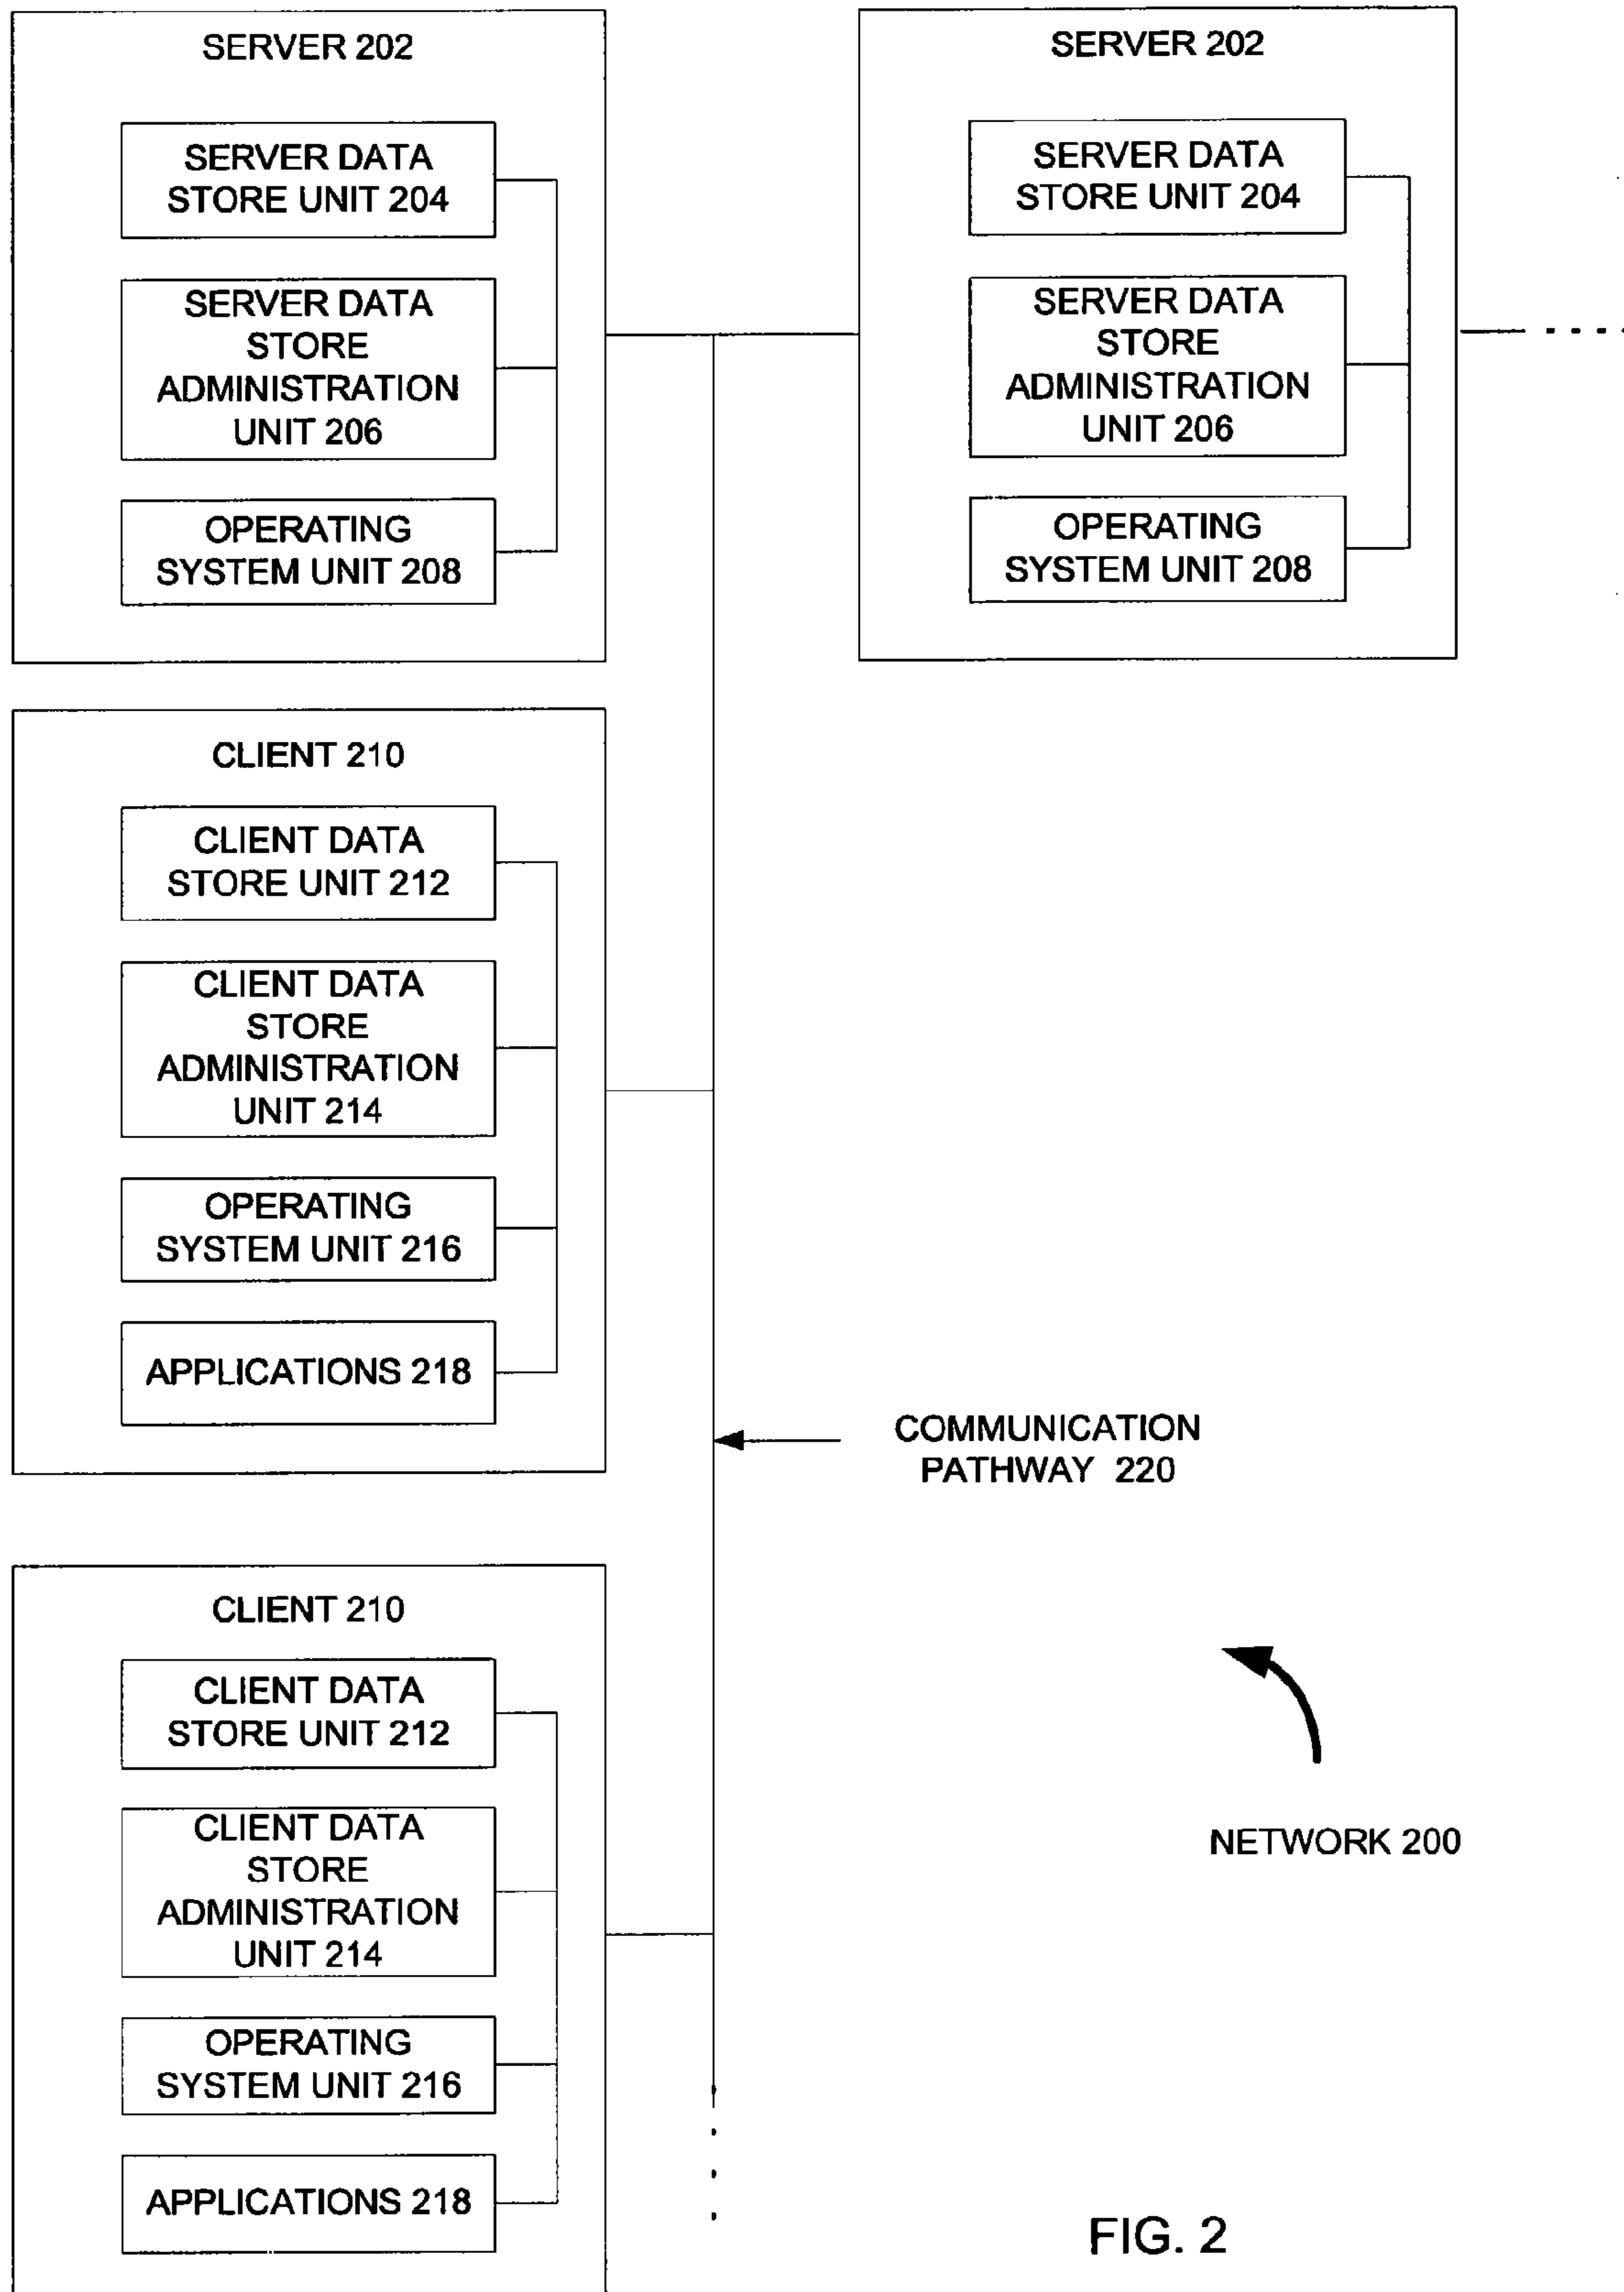 SERVER 202
SERVER DATA
STORE UNIT 204
SERVER DATA
STORE
ADMINISTRATION
UNIT 206
OPERATING
SYSTEM UNIT 208
SERVER 202
SERVER DATA
STORE UNIT 204
SERVER DATA
STORE
ADMINISTRATION
UNIT 206
OPERATING
SYSTEM UNIT 208
CLIENT 210
CLIENT DATA
STORE UNIT 212
CLIENT DATA
STORE
ADMINISTRATION
UNIT 214
OPERATING
SYSTEM UNIT 216
APPLICATIONS 218
COMMUNICATION
PATHWAY 220
CLIENT 210
CLIENT DATA
STORE UNIT 212
CLIENT DATA
STORE
ADMINISTRATION
UNIT 214
OPERATING
SYSTEM UNIT 216
APPLICATIONS 218
NETWORK 200
FIG. 2